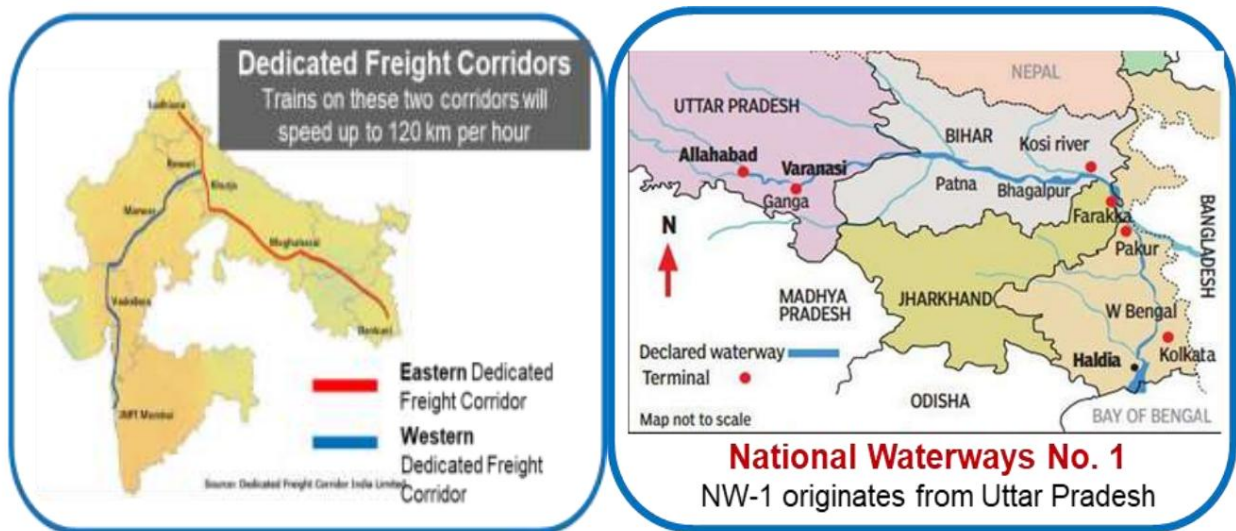 Dedicated Freight Corridors
Trains on these two corridors will
speed up to 120 km per hour
Ludhiana
Rewari
Khurja
Marwar
Mughalsarai
Vadodara
Dankuni
JNPT Mumbai
Eastern Dedicated
Freight Corridor
Western
Dedicated Freight
Corridor
Source: Dedicated Freight Corridor India Limited
NEPAL
UTTAR PRADESH
BIHAR
Kosi river
Allahabad
Varanasi
Ganga
Patna
Bhagalpur
Farakka
Pakur
BANGLADESH
N
MADHYA
PRADESH
JHARKHAND
W Bengal
Declared waterway
Terminal
Haldia
Kolkata
Map not to scale
ODISHA
BAY OF BENGAL
National Waterways No. 1
NW-1 originates from Uttar Pradesh